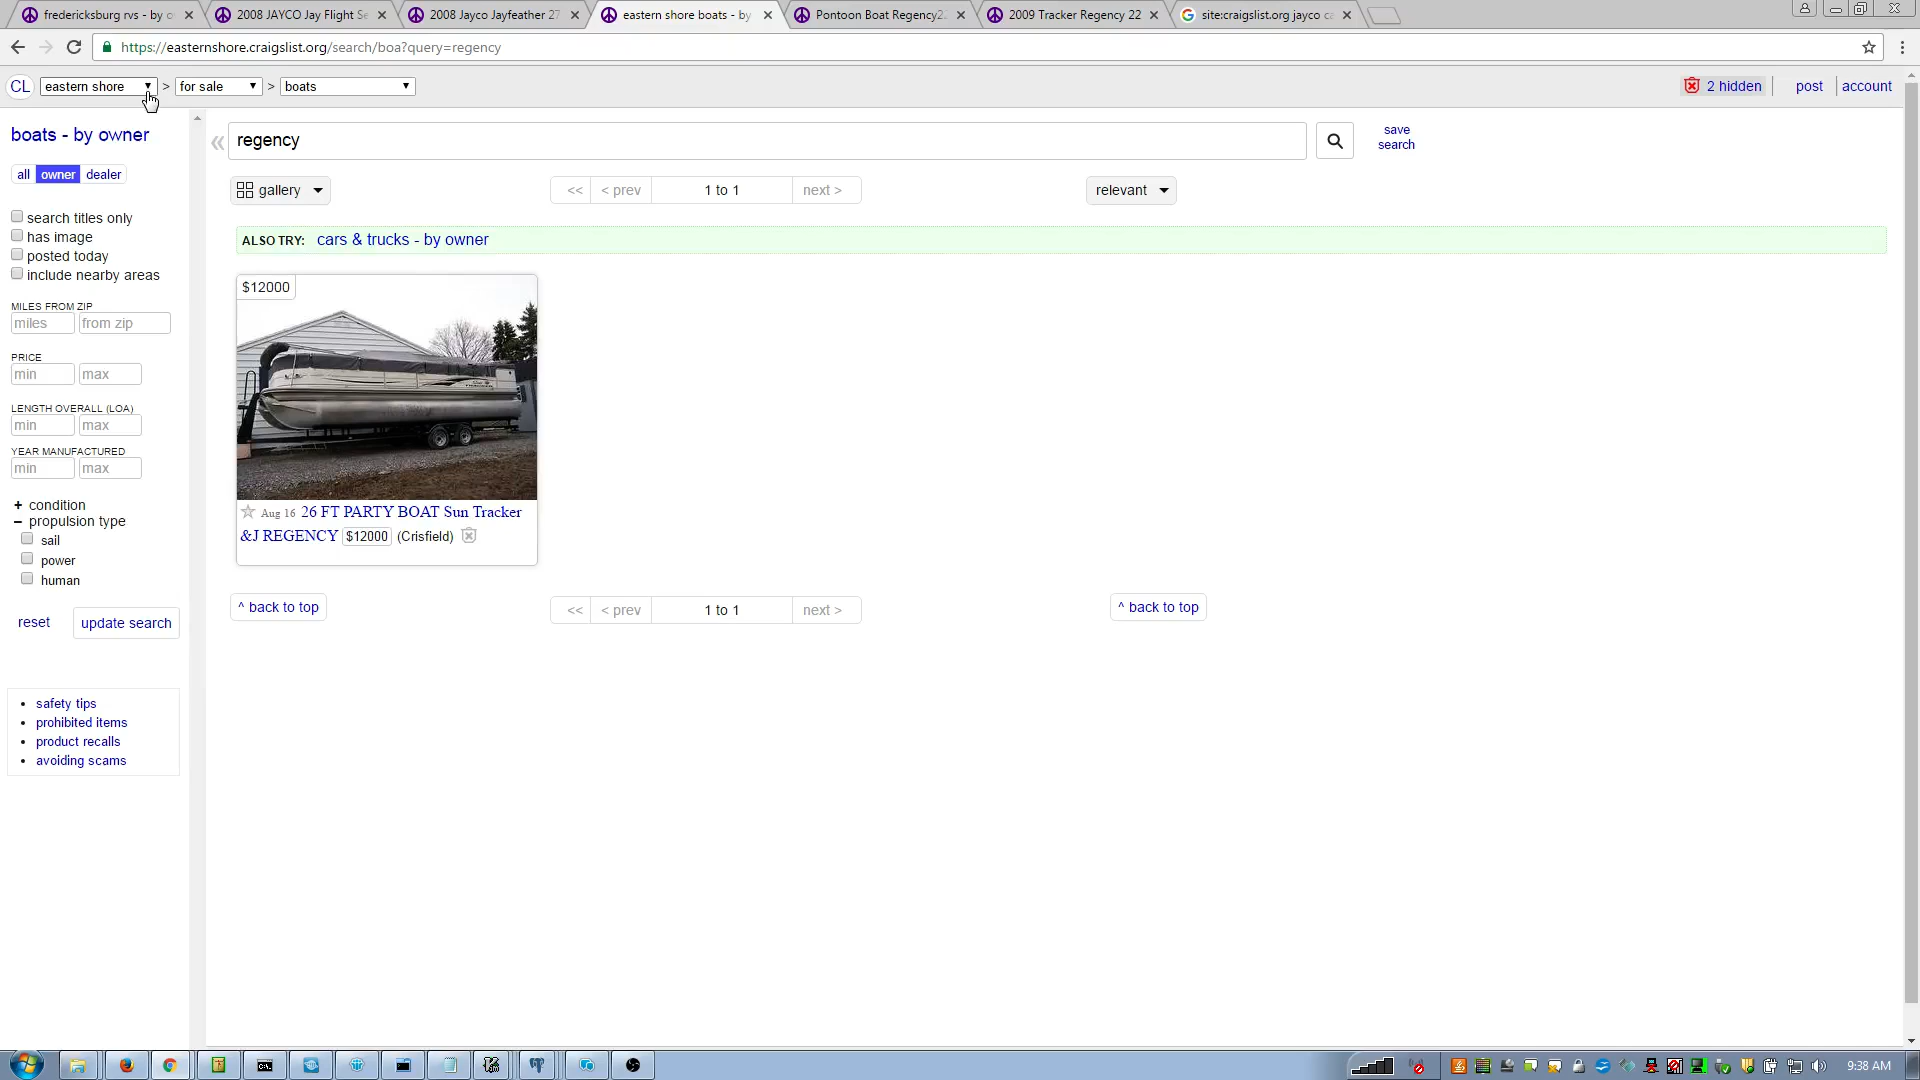 fredericksburg rvs - by o
2008 JAYCO Jay Flight Se
2008 Jayco Jayfeather 27
eastern shore boats - by
Pontoon Boat Regency2
2009 Tracker Regency 22
site:craigslist.org jayco ca
https://easternshore.craigslist.org/search/boa?query=regency
CL eastern shore > for sale > boats
2 hidden post account
boats - by owner
all owner dealer
search titles only
has image
posted today
include nearby areas
MILES FROM ZIP
miles from zip
PRICE
min max
LENGTH OVERALL (LOA)
min max
YEAR MANUFACTURED
min max
+ condition
– propulsion type
sail
power
human
reset update search
• safety tips
• prohibited items
• product recalls
• avoiding scams
« regency
save
search
gallery << < prev 1 to 1 next > relevant
ALSO TRY: cars & trucks - by owner
$12000
Aug 16 26 FT PARTY BOAT Sun Tracker
&J REGENCY $12000 (Crisfield)
^ back to top << < prev 1 to 1 next > ^ back to top
9:38 AM